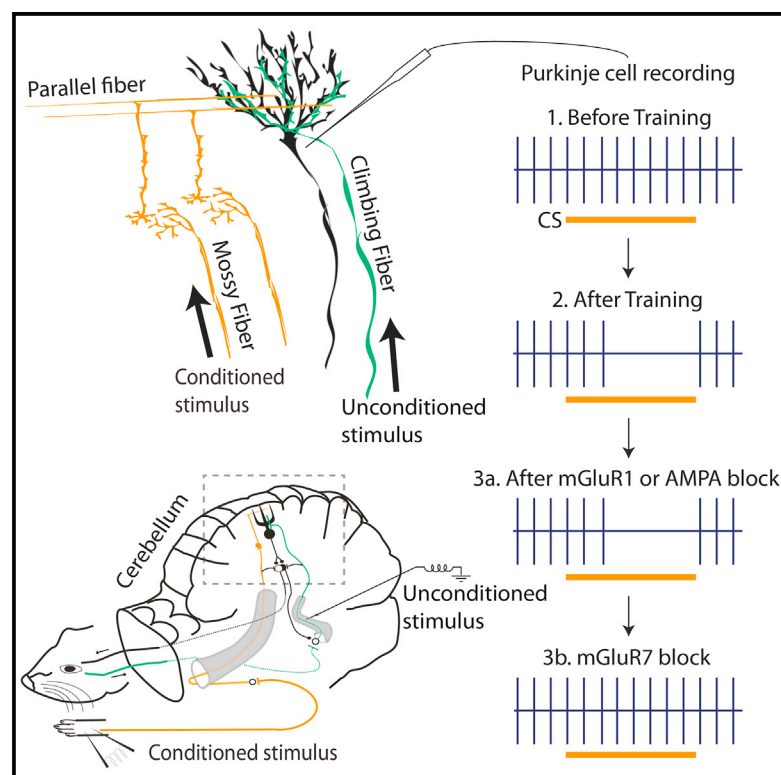 Parallel fiber
Mossy Fiber
Climbing Fiber
Conditioned
stimulus
Unconditioned
stimulus
Purkinje cell recording
1. Before Training
CS
2. After Training
3a. After mGluR1 or AMPA block
3b. mGluR7 block
Cerebellum
Unconditioned
stimulus
Conditioned stimulus